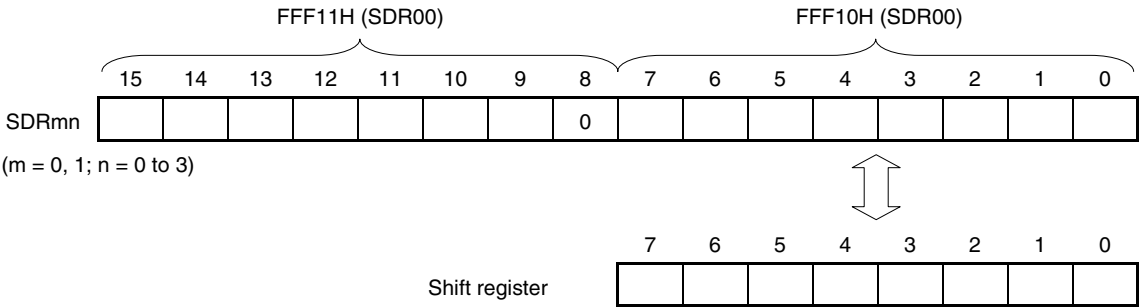 FFF11H (SDR00) FFF10H (SDR00)
15 14 13 12 11 10 9 8 7 6 5 4 3 2 1 0
SDRmn 0
(m = 0, 1; n = 0 to 3)
7 6 5 4 3 2 1 0
Shift register